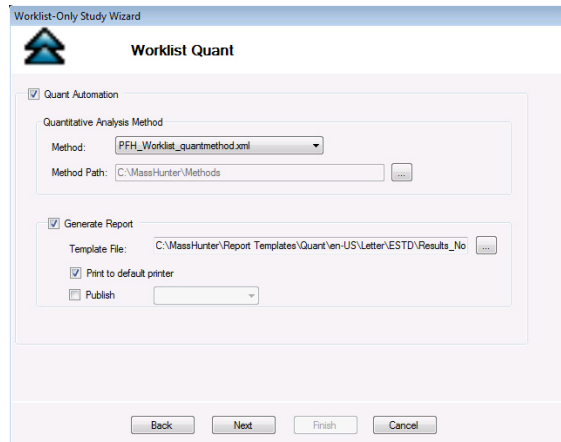 Worklist-Only Study Wizard
Worklist Quant
Quant Automation
Quantitative Analysis Method
Method: PFH_Worklist_quantmethod.xml
Method Path: C:\MassHunter\Methods ...
Generate Report
Template File: C:\MassHunter\Report Templates\Quant\en-US\Letter\ESTD\Results_No ...
Print to default printer
Publish
Back Next Finish Cancel